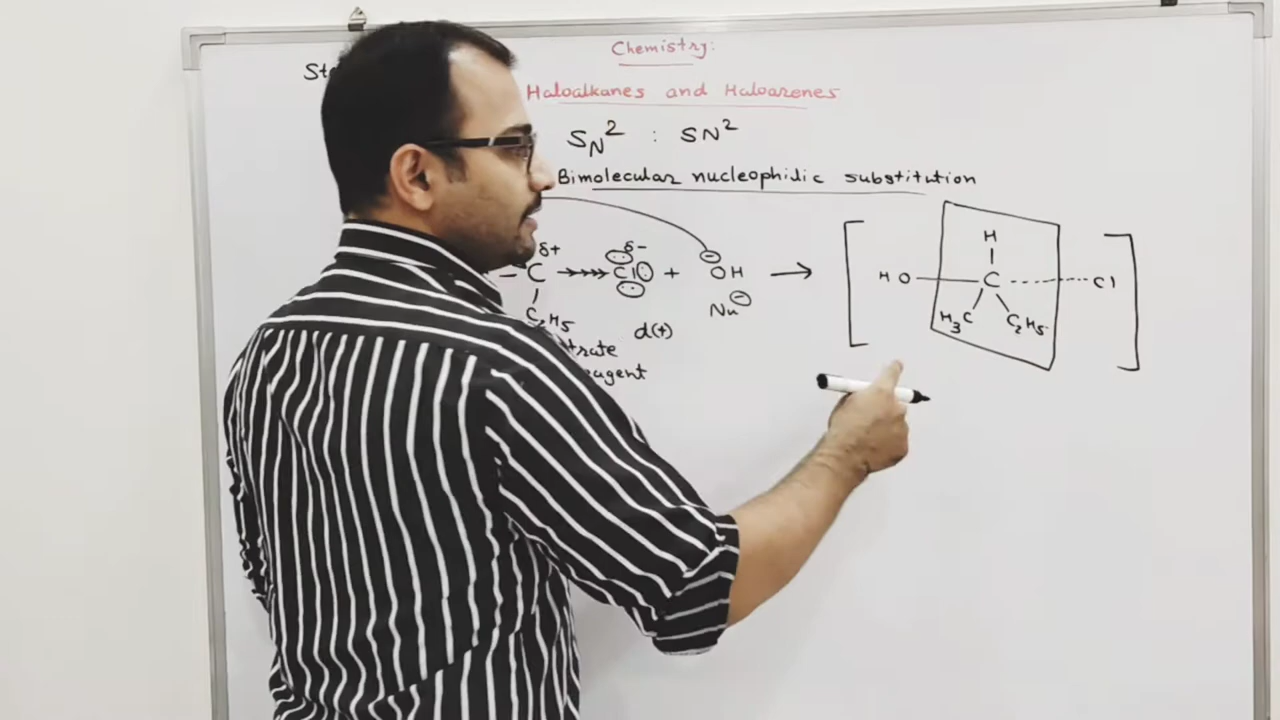 Chemistry:
Haloalkanes and Haloarenes
SN² : SN²
Bimolecular nucleophilic substitution
δ+ δ-
– C →→→ Cl + OH → [ HO — C ------ Cl ]
H
H₃C C₂H₅
C₂H₅ d(+) Nu⊖